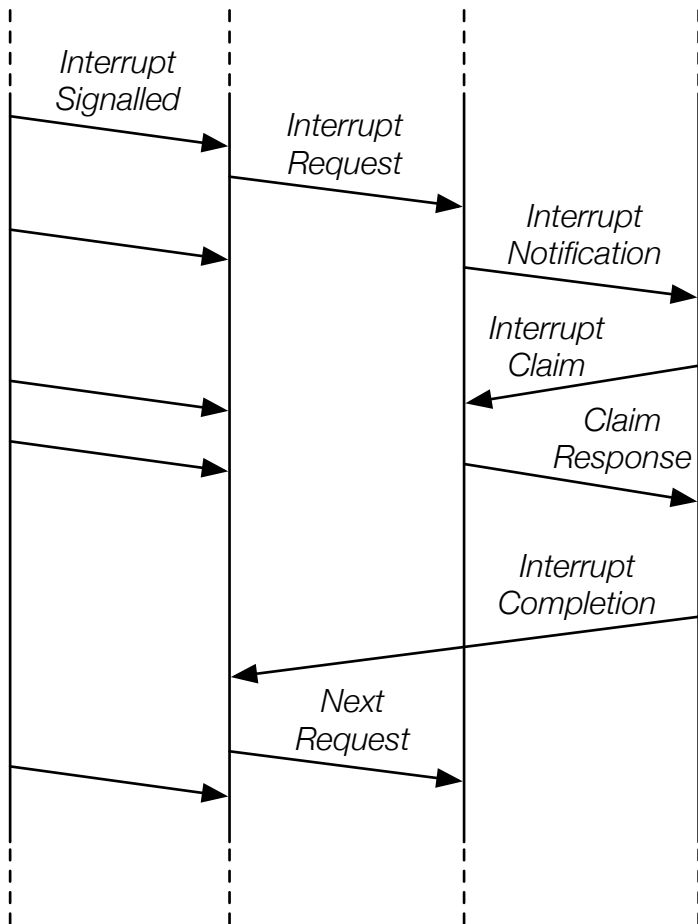 Interrupt
Signalled
Interrupt
Request
Interrupt
Notification
Interrupt
Claim
Claim
Response
Interrupt
Completion
Next
Request